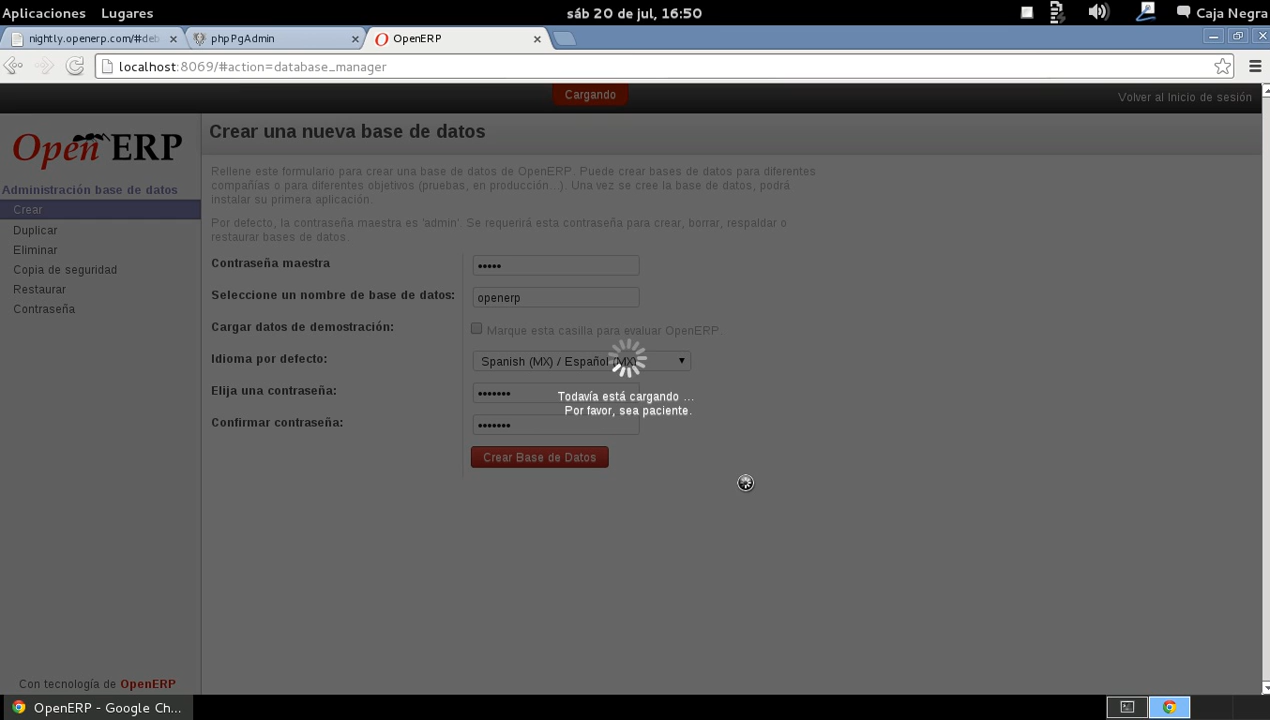 Aplicaciones Lugares sáb 20 de jul, 16:50 Caja Negra
nightly.openerp.com/#deb phpPgAdmin OpenERP
localhost:8069/#action=database_manager
Cargando Volver al Inicio de sesión
OpenERP
Administración base de datos
Crear
Duplicar
Eliminar
Copia de seguridad
Restaurar
Contraseña
Crear una nueva base de datos
Rellene este formulario para crear una base de datos de OpenERP. Puede crear bases de datos para diferentes
compañías o para diferentes objetivos (pruebas, en producción...). Una vez se cree la base de datos, podrá
instalar su primera aplicación.
Por defecto, la contraseña maestra es 'admin' Se requerirá esta contraseña para crear, borrar, respaldar o
restaurar bases de datos.
Contraseña maestra •••••
Seleccione un nombre de base de datos: openerp
Cargar datos de demostración: Marque esta casilla para evaluar OpenERP.
Idioma por defecto: Spanish (MX) / Español (MX)
Elija una contraseña: •••••••
Todavía está cargando ...
Por favor, sea paciente.
Confirmar contraseña: •••••••
Crear Base de Datos
Con tecnología de OpenERP
OpenERP - Google Ch...